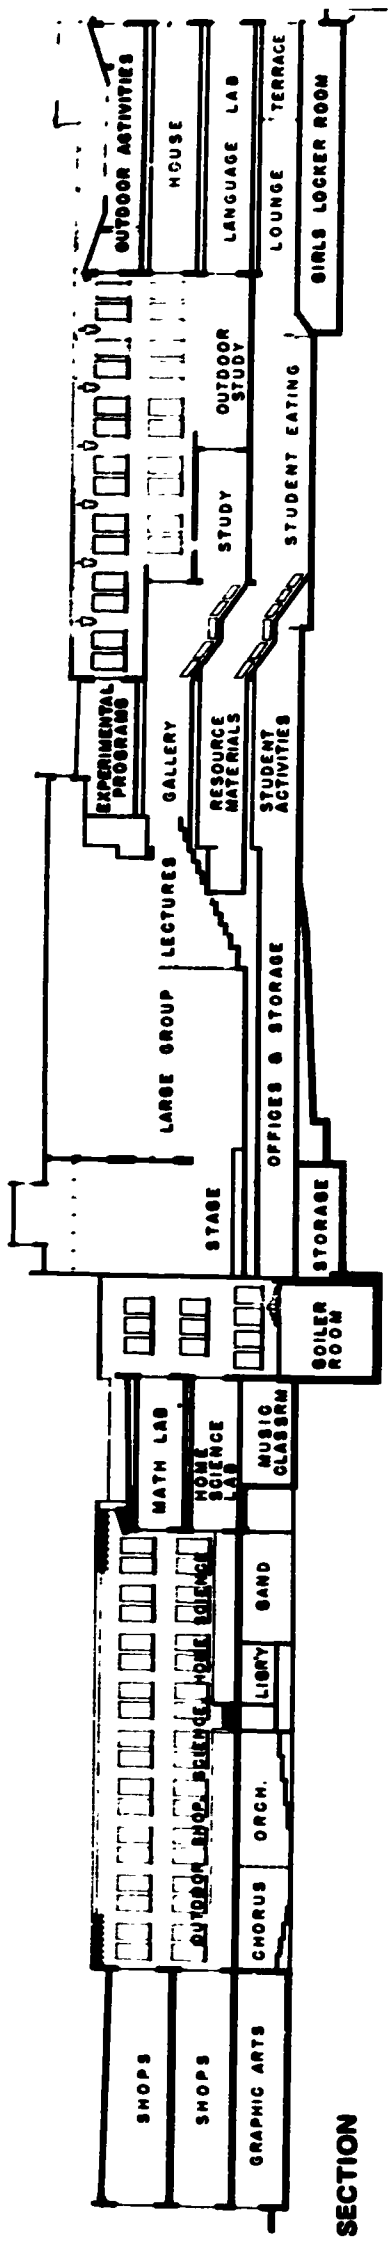 SHOPS
SHOPS
GRAPHIC ARTS
OUTDOOR SHOP, SCIENCE, HOME SCIENCE
CHORUS
ORCH.
LIBR'Y
BAND
MATH LAB
HOME
SCIENCE
LAB
MUSIC
CLASSRM
BOILER
ROOM
STAGE
STORAGE
LARGE GROUP
LECTURES
OFFICES & STORAGE
EXPERIMENTAL
PROGRAMS
GALLERY
RESOURCE
MATERIALS
STUDENT
ACTIVITIES
STUDY
OUTDOOR
STUDY
STUDENT EATING
OUTDOOR ACTIVITIES
HOUSE
LANGUAGE LAB
LOUNGE
TERRACE
GIRLS LOCKER ROOM
SECTION